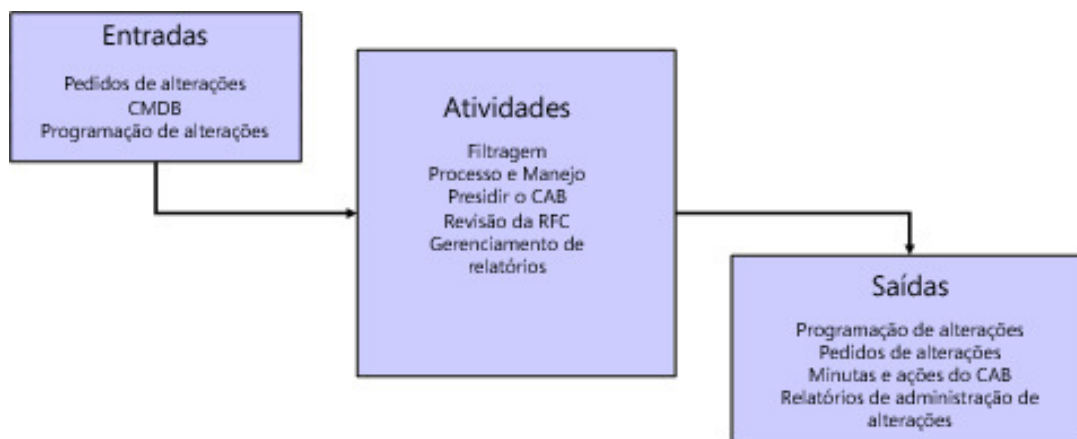 Entradas
Pedidos de alterações
CMDB
Programação de alterações
Atividades
Filtragem
Processo e Manejo
Presidir o CAB
Revisão da RFC
Gerenciamento de
relatórios
Saídas
Programação de alterações
Pedidos de alterações
Minutas e ações do CAB
Relatórios de administração de
alterações